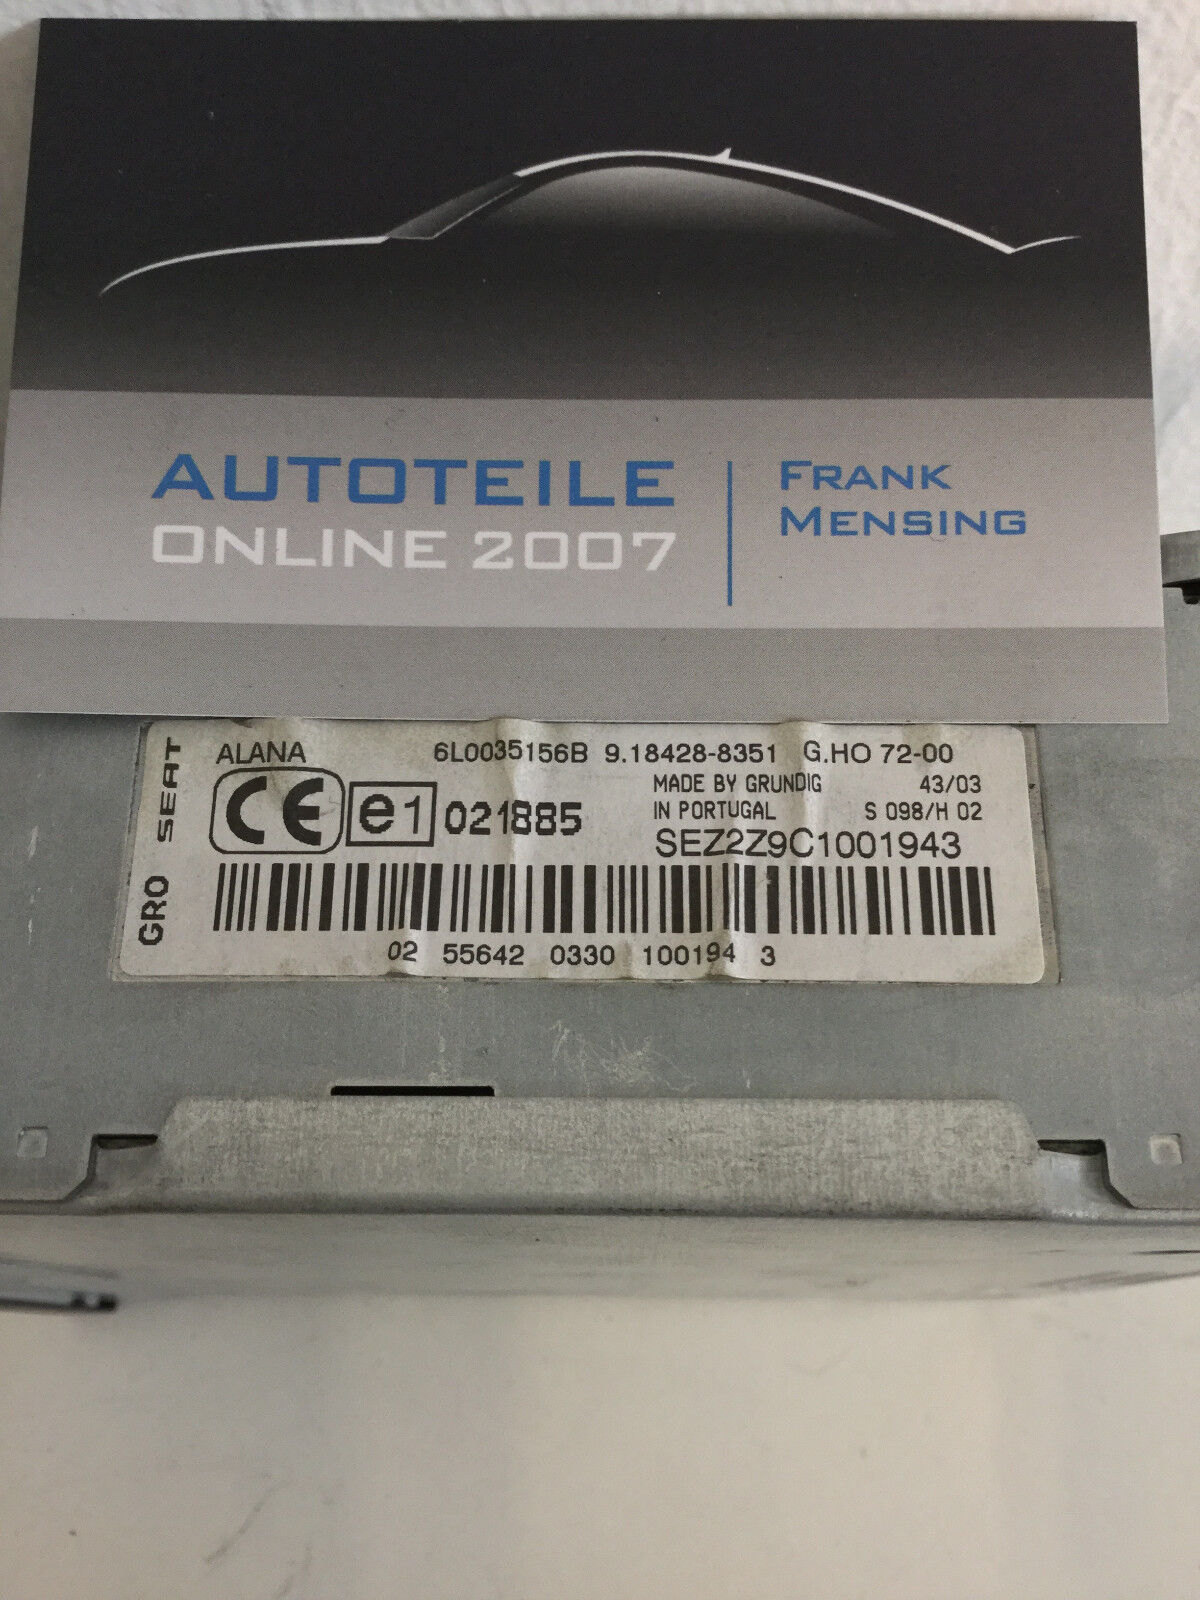 AUTOTEILE
ONLINE 2007
FRANK
MENSING
GRO SEAT
ALANA 6L0035156B 9.18428-8351 G.HO 72-00
CE e1 021885
MADE BY GRUNDIG 43/03
IN PORTUGAL S 098/H 02
SEZ2Z9C1001943
02 55642 0330 100194 3